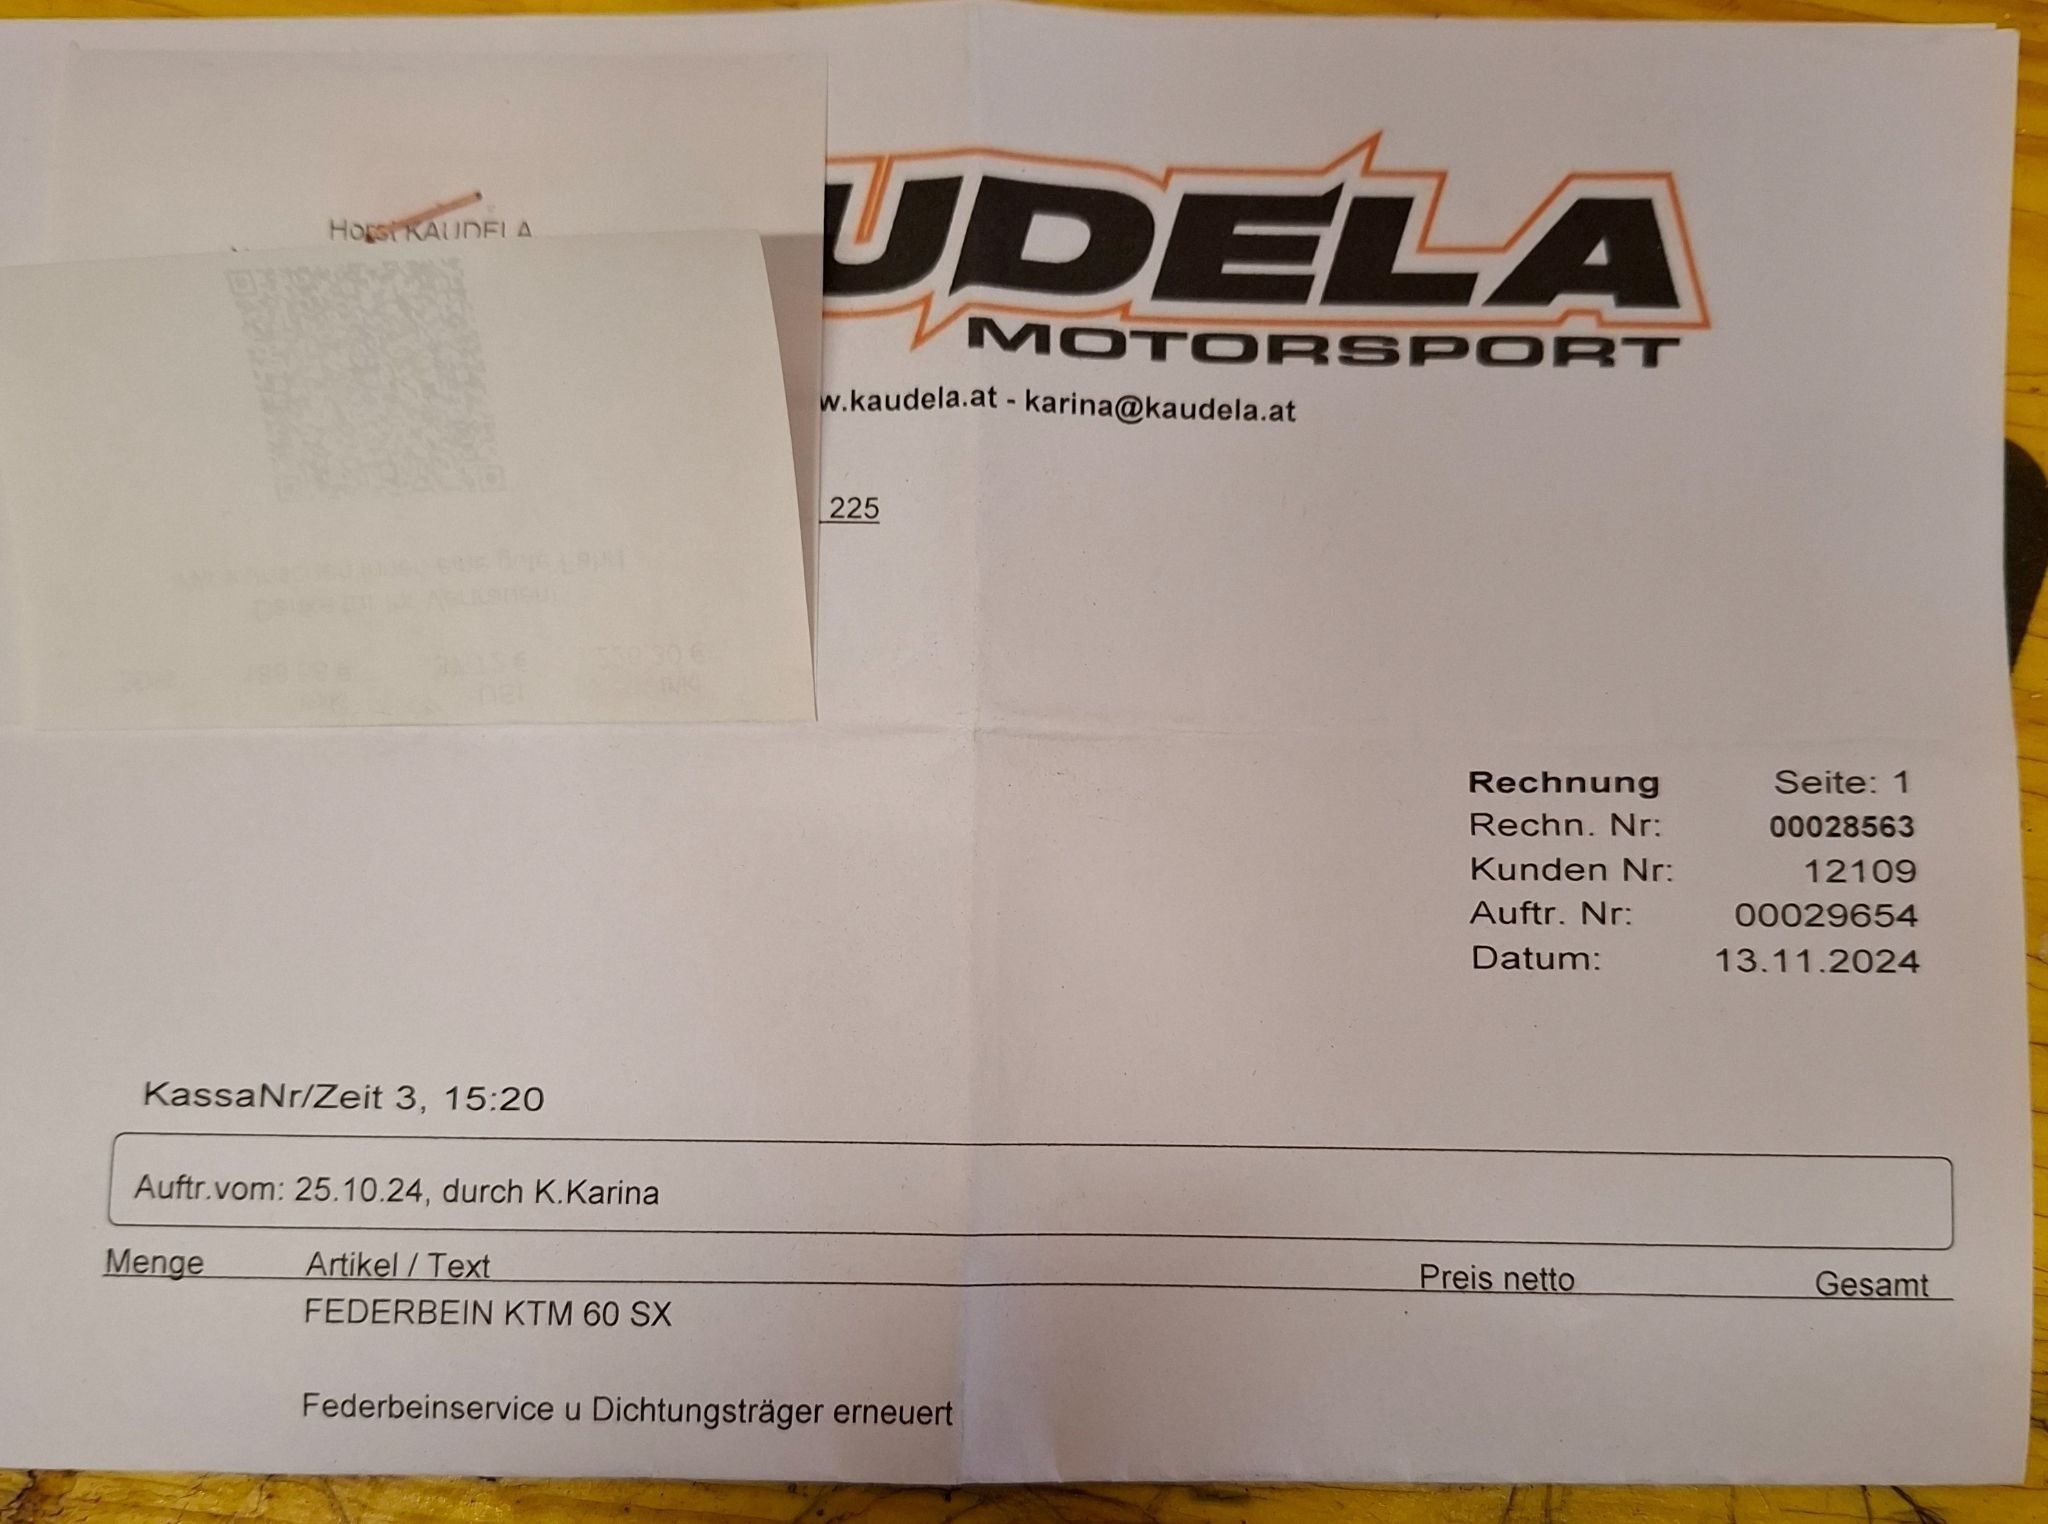 Horst KAUDELA
UDELA
MOTORSPORT
w.kaudela.at - karina@kaudela.at
225
Rechnung Seite: 1
Rechn. Nr: 00028563
Kunden Nr: 12109
Auftr. Nr: 00029654
Datum: 13.11.2024
KassaNr/Zeit 3, 15:20
Auftr.vom: 25.10.24, durch K.Karina
Menge Artikel / Text Preis netto Gesamt
FEDERBEIN KTM 60 SX
Federbeinservice u Dichtungsträger erneuert